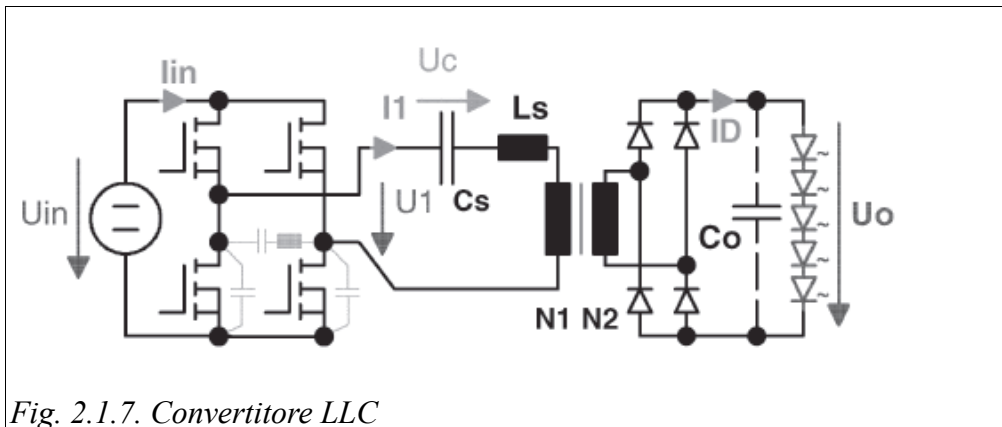 Iin
Uc
I1
Ls
ID
Uin
U1
Cs
Co
Uo
N1 N2
Fig. 2.1.7. Convertitore LLC